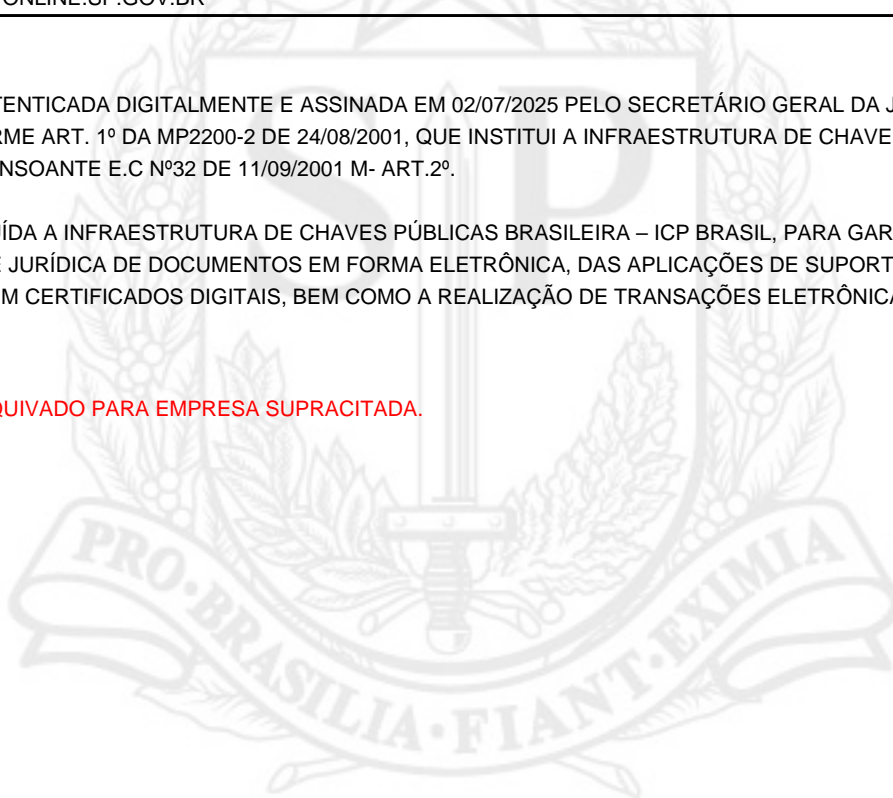 ONLINE.SP.GOV.BR
TENTICADA DIGITALMENTE E ASSINADA EM 02/07/2025 PELO SECRETÁRIO GERAL DA J
RME ART. 1º DA MP2200-2 DE 24/08/2001, QUE INSTITUI A INFRAESTRUTURA DE CHAVE
NSOANTE E.C Nº32 DE 11/09/2001 M- ART.2º.
ÍDA A INFRAESTRUTURA DE CHAVES PÚBLICAS BRASILEIRA – ICP BRASIL, PARA GAR
E JURÍDICA DE DOCUMENTOS EM FORMA ELETRÔNICA, DAS APLICAÇÕES DE SUPORT
M CERTIFICADOS DIGITAIS, BEM COMO A REALIZAÇÃO DE TRANSAÇÕES ELETRÔNICA
QUIVADO PARA EMPRESA SUPRACITADA.
SP
PRO·BRASILIA·FIANT·EXIMIA